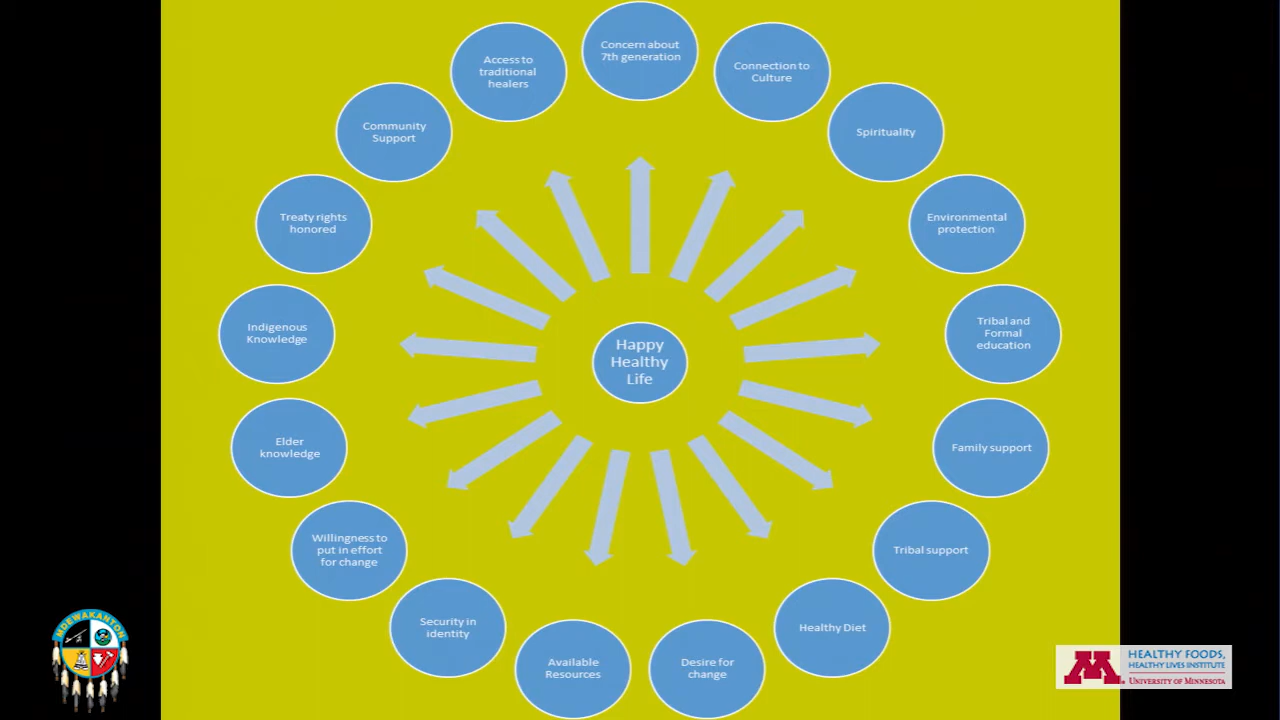 Concern about
7th generation
Connection to
Culture
Spirituality
Environmental
protection
Tribal and
Formal
education
Family support
Tribal support
Healthy Diet
Desire for
change
Available
Resources
Security in
identity
Willingness to
put in effort
for change
Elder
knowledge
Indigenous
Knowledge
Treaty rights
honored
Community
Support
Access to
traditional
healers
Happy
Healthy
Life
MDEWAKANTON
M
HEALTHY FOODS,
HEALTHY LIVES INSTITUTE
UNIVERSITY OF MINNESOTA